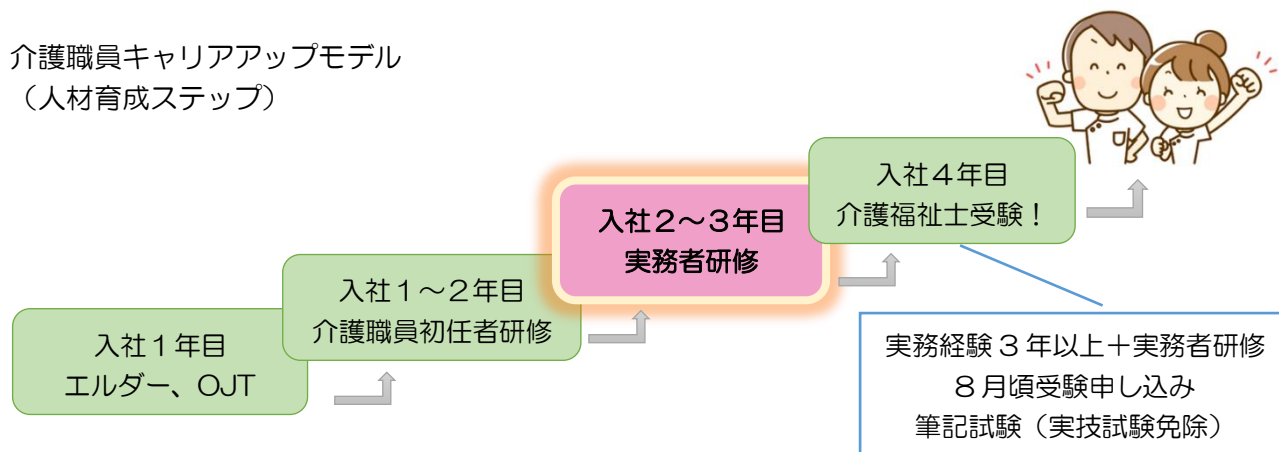 介護職員キャリアアップモデル
（人材育成ステップ）
入社１年目
エルダー、OJT
入社１～２年目
介護職員初任者研修
入社２～３年目
実務者研修
入社４年目
介護福祉士受験！
実務経験３年以上＋実務者研修
８月頃受験申し込み
筆記試験（実技試験免除）